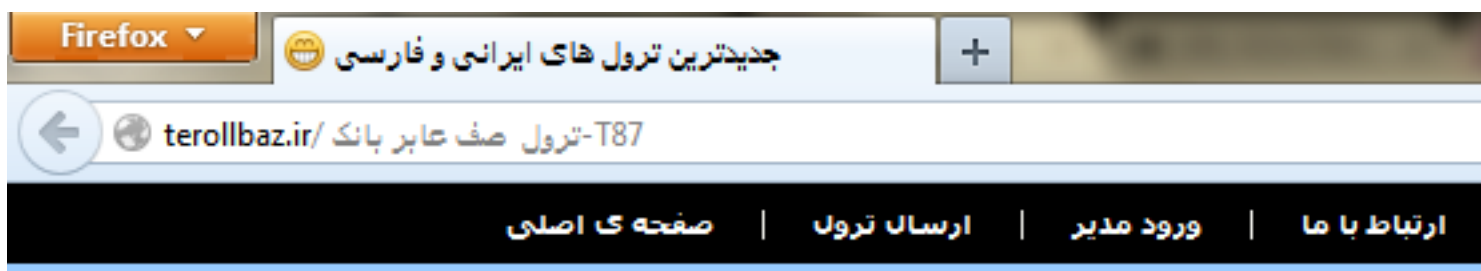 Firefox
جدیدترین ترول های ایرانی و فارسی
terollbaz.ir/ترول صف عابر بانک-T87
صفحه ی اصلی | ارسال ترول | ورود مدیر | ارتباط با ما